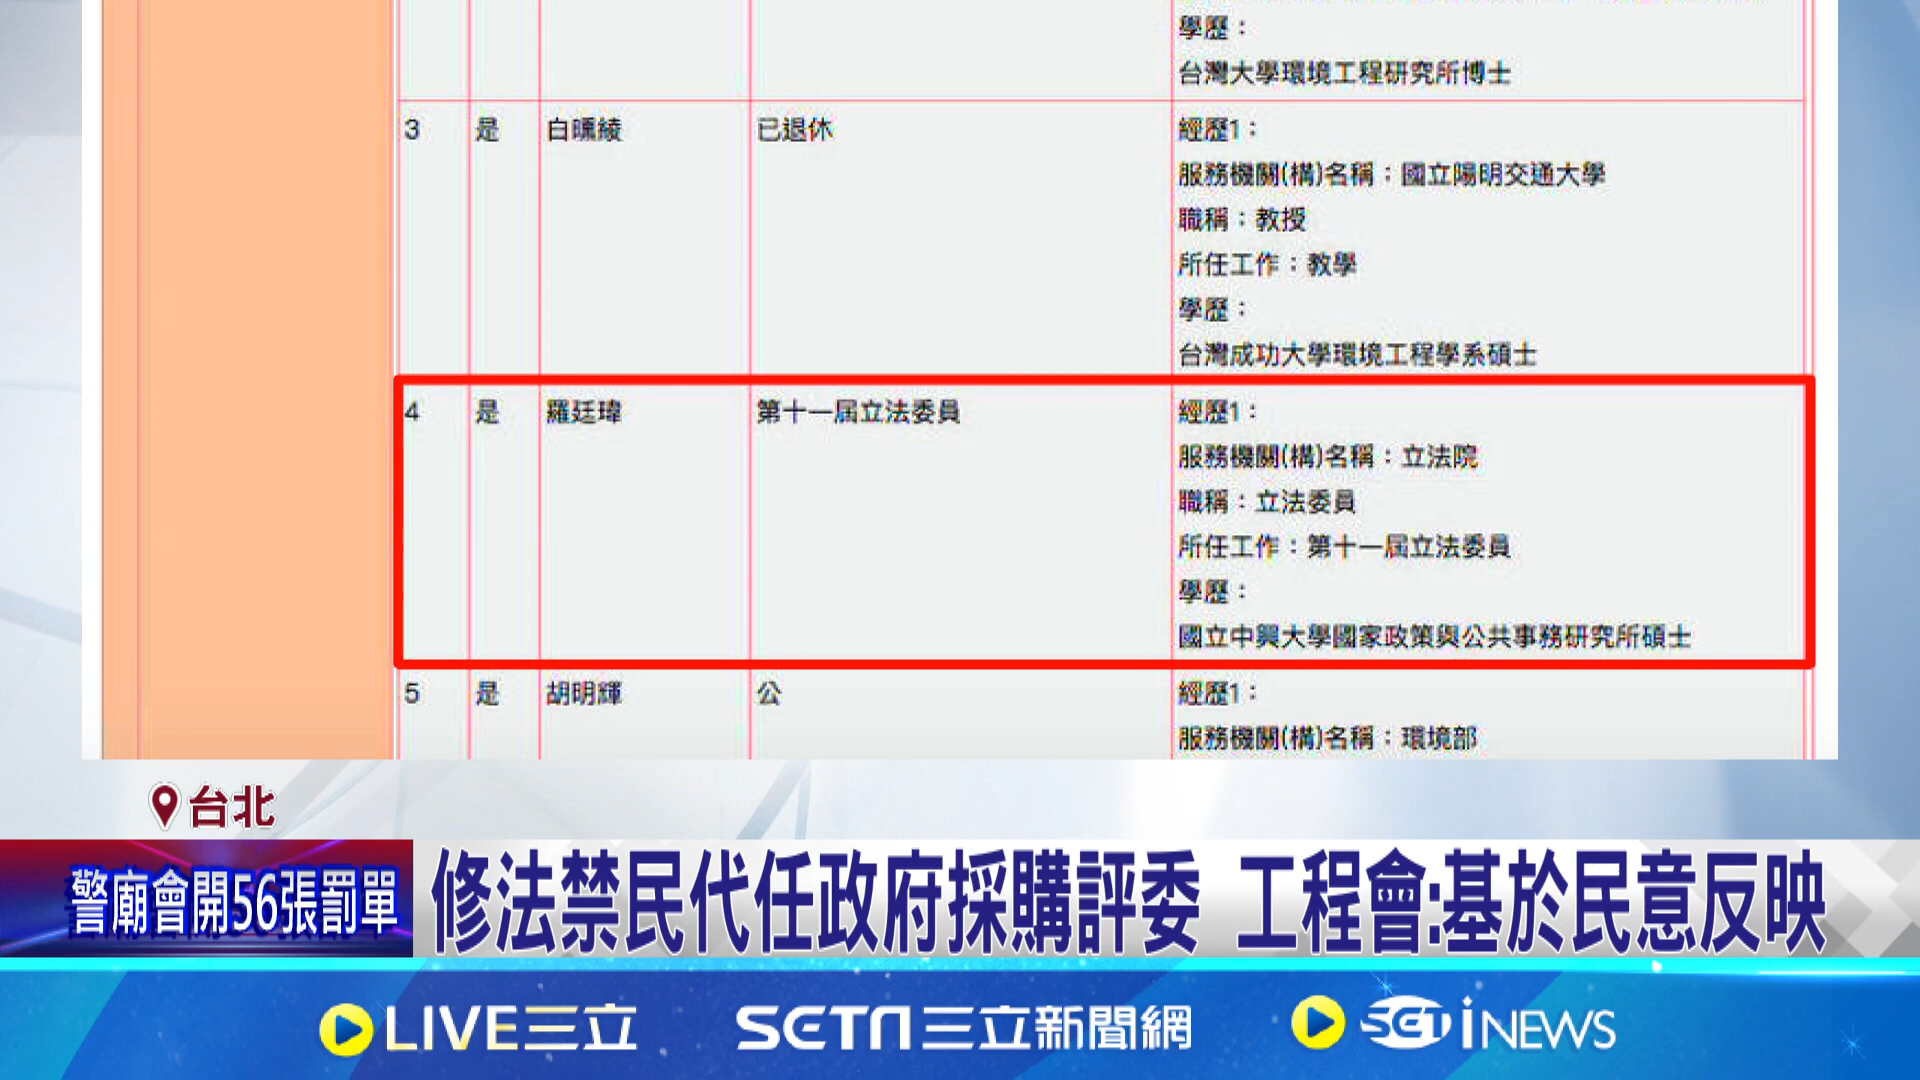 學歷：
台灣大學環境工程研究所博士
3 是 白曛綾 已退休 經歷1：
服務機關(構)名稱：國立陽明交通大學
職稱：教授
所任工作：教學
學歷：
台灣成功大學環境工程學系碩士
4 是 羅廷瑋 第十一屆立法委員 經歷1：
服務機關(構)名稱：立法院
職稱：立法委員
所任工作：第十一屆立法委員
學歷：
國立中興大學國家政策與公共事務研究所碩士
5 是 胡明輝 公 經歷1：
服務機關(構)名稱：環境部
台北
警廟會開56張罰單
修法禁民代任政府採購評委 工程會:基於民意反映
LIVE三立
SETN三立新聞網
SET iNEWS